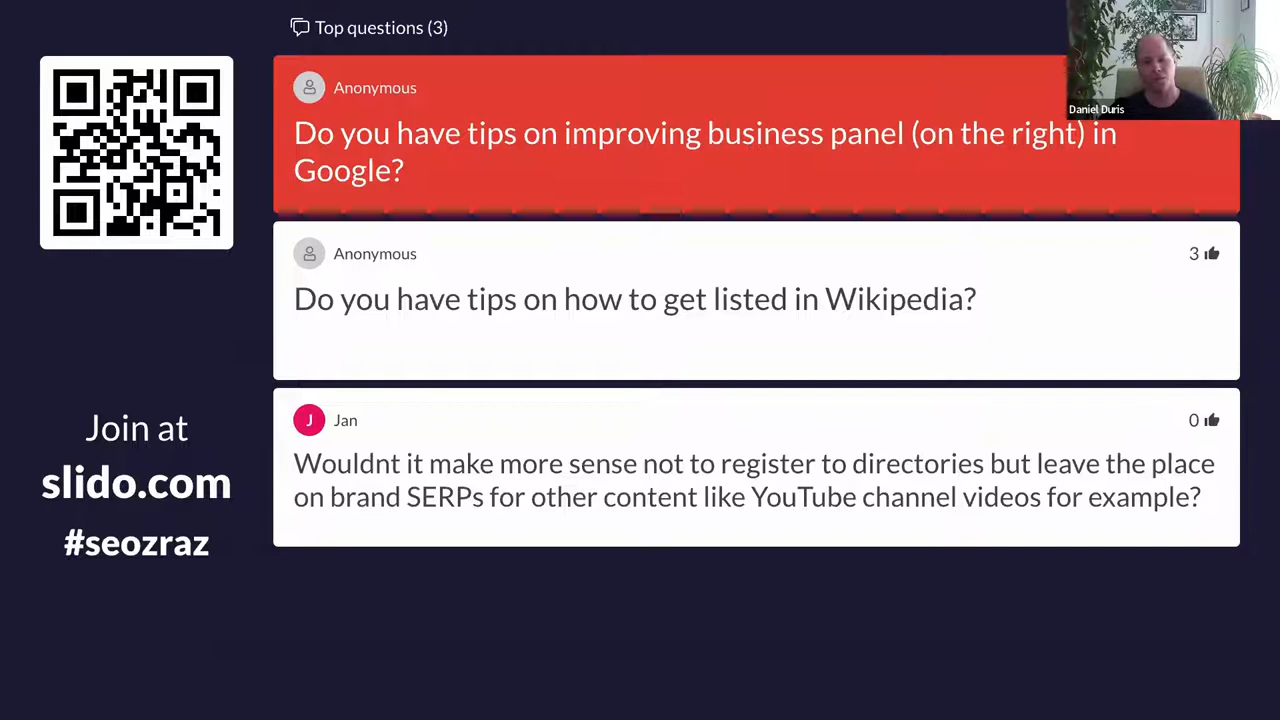 Top questions (3)
Daniel Duris
Anonymous
Do you have tips on improving business panel (on the right) in
Google?
Anonymous
3
Do you have tips on how to get listed in Wikipedia?
J
Jan
0
Wouldnt it make more sense not to register to directories but leave the place
on brand SERPs for other content like YouTube channel videos for example?
Join at
slido.com
#seozraz